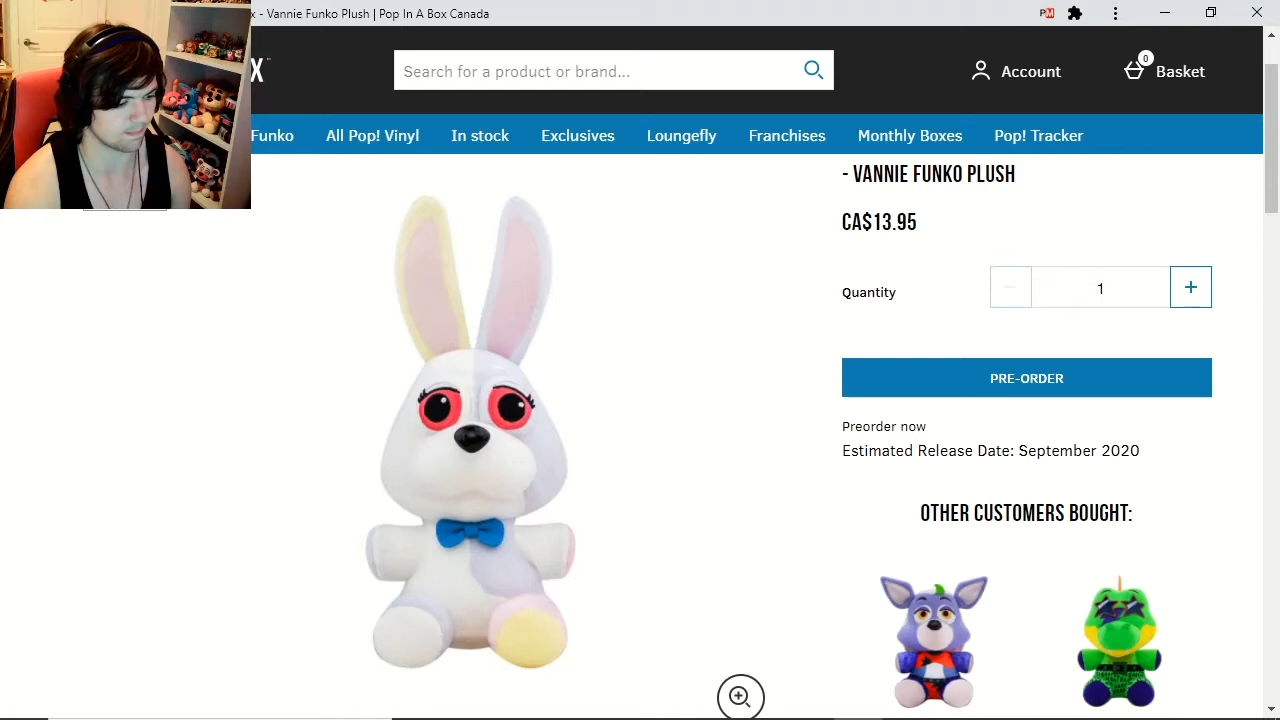 - Vannie Funko Plush | Pop In A Box Canada
X
Search for a product or brand...
Account
0
Basket
Funko
All Pop! Vinyl
In stock
Exclusives
Loungefly
Franchises
Monthly Boxes
Pop! Tracker
- VANNIE FUNKO PLUSH
CA$13.95
Quantity
1
PRE-ORDER
Preorder now
Estimated Release Date: September 2020
OTHER CUSTOMERS BOUGHT: